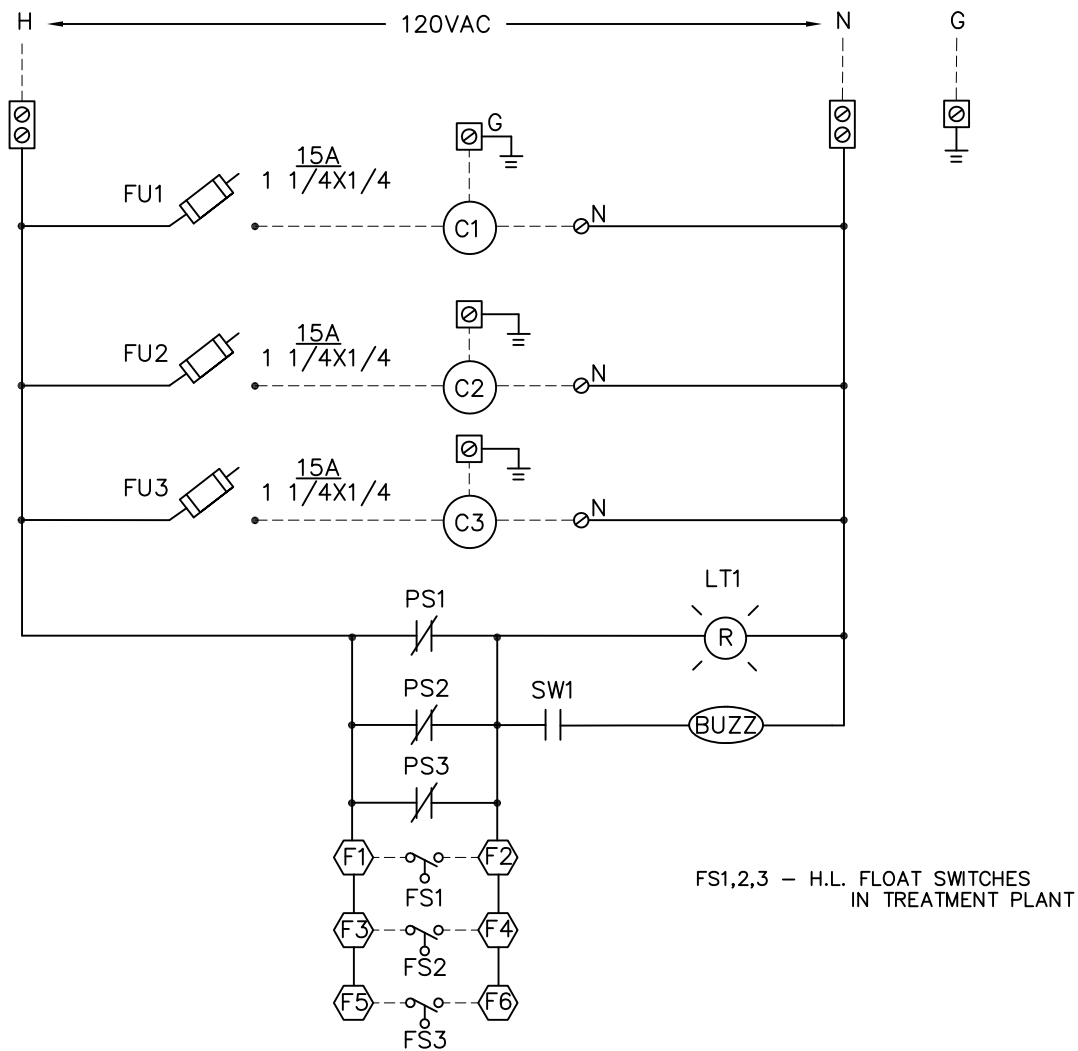 H 120VAC N G
G
FU1 15A
1 1/4X1/4
C1 N
FU2 15A
1 1/4X1/4
C2 N
FU3 15A
1 1/4X1/4
C3 N
LT1
PS1
R
PS2 SW1
BUZZ
PS3
F1 F2
FS1
FS1,2,3 – H.L. FLOAT SWITCHES
IN TREATMENT PLANT
F3 F4
FS2
F5 F6
FS3